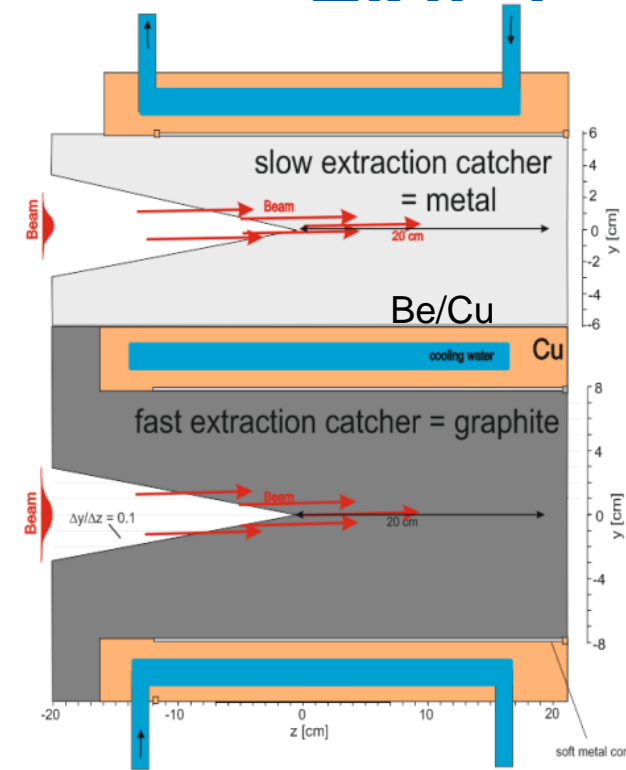 slow extraction catcher
= metal
Beam
Beam
20 cm
6
4
2
0
-2
-4
-6
y [cm]
Be/Cu
cooling water
Cu
8
4
0
-4
-8
y [cm]
fast extraction catcher = graphite
Beam
Beam
Δy/Δz = 0.1
20 cm
-20
-10
0
10
20
z [cm]
soft metal